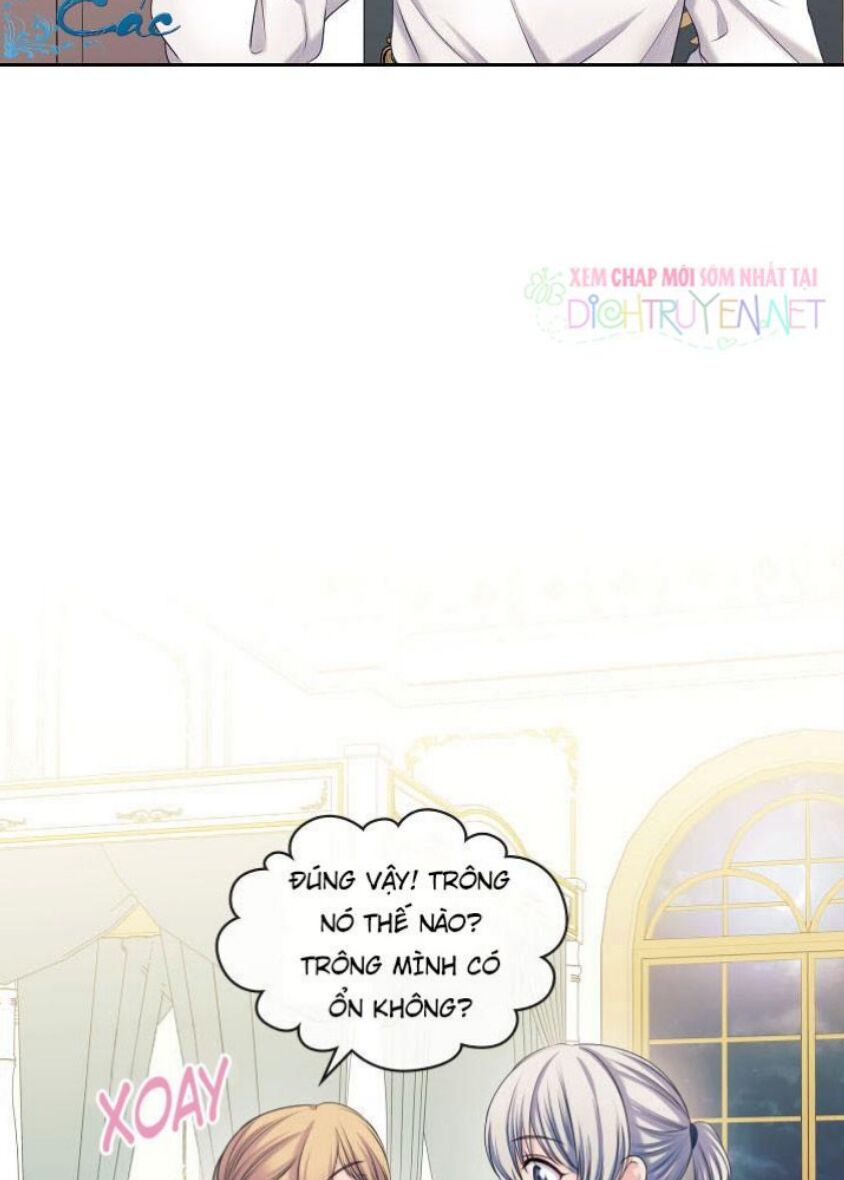 Các
XEM CHAP MỚI SỚM NHẤT TẠI
DICHTRUYEN.NET
ĐÚNG VẬY! TRÔNG
NÓ THẾ NÀO?
TRÔNG MÌNH CÓ
ỔN KHÔNG?
XOAY